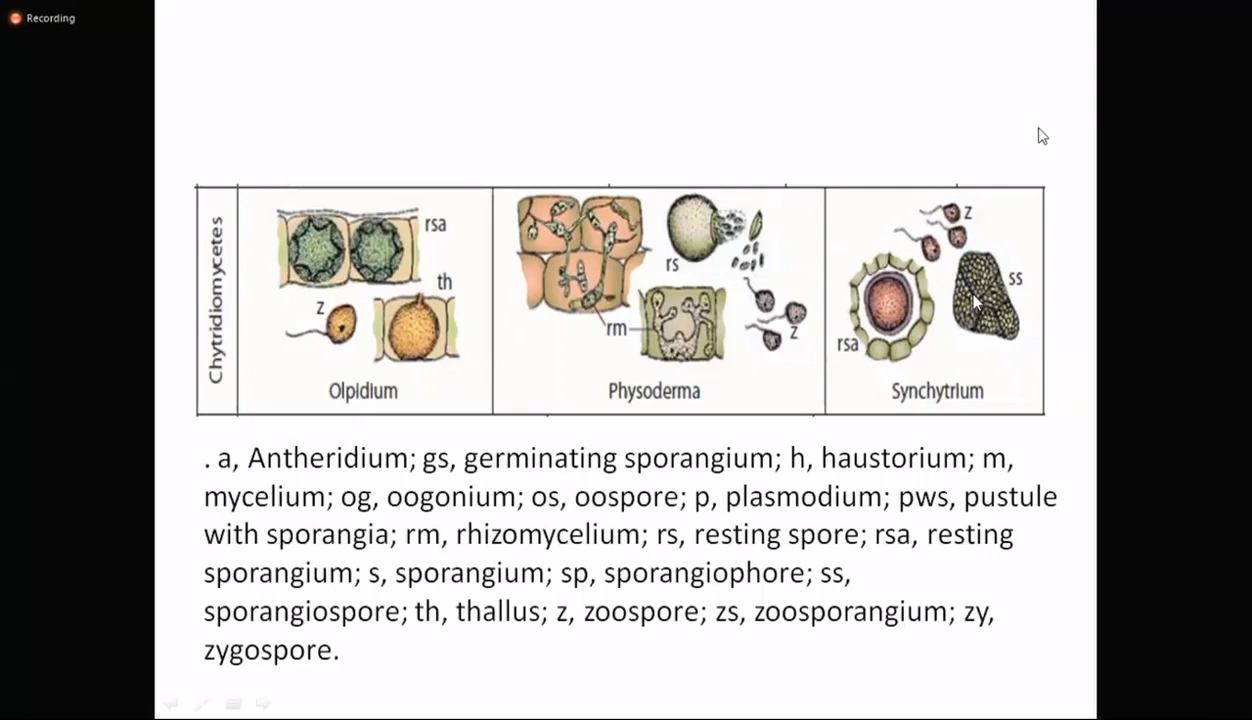 Recording
Chytridiomycetes
rsa
th
z
Olpidium
rs
rm
z
Physoderma
z
ss
rsa
Synchytrium
. a, Antheridium; gs, germinating sporangium; h, haustorium; m,
mycelium; og, oogonium; os, oospore; p, plasmodium; pws, pustule
with sporangia; rm, rhizomycelium; rs, resting spore; rsa, resting
sporangium; s, sporangium; sp, sporangiophore; ss,
sporangiospore; th, thallus; z, zoospore; zs, zoosporangium; zy,
zygospore.